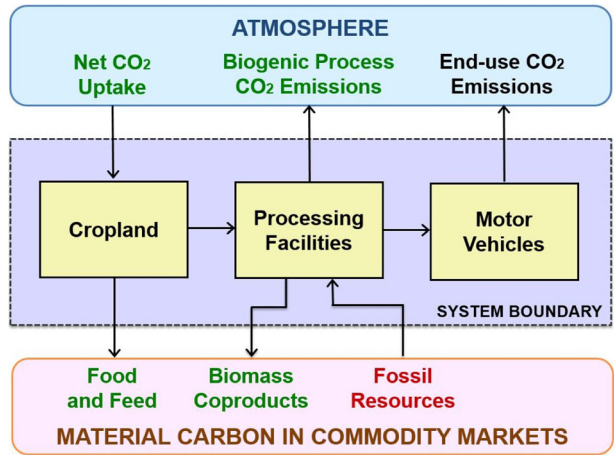 ATMOSPHERE
Net CO₂
Uptake
Biogenic Process
CO₂ Emissions
End-use CO₂
Emissions
Cropland
Processing
Facilities
Motor
Vehicles
SYSTEM BOUNDARY
Food
and Feed
Biomass
Coproducts
Fossil
Resources
MATERIAL CARBON IN COMMODITY MARKETS